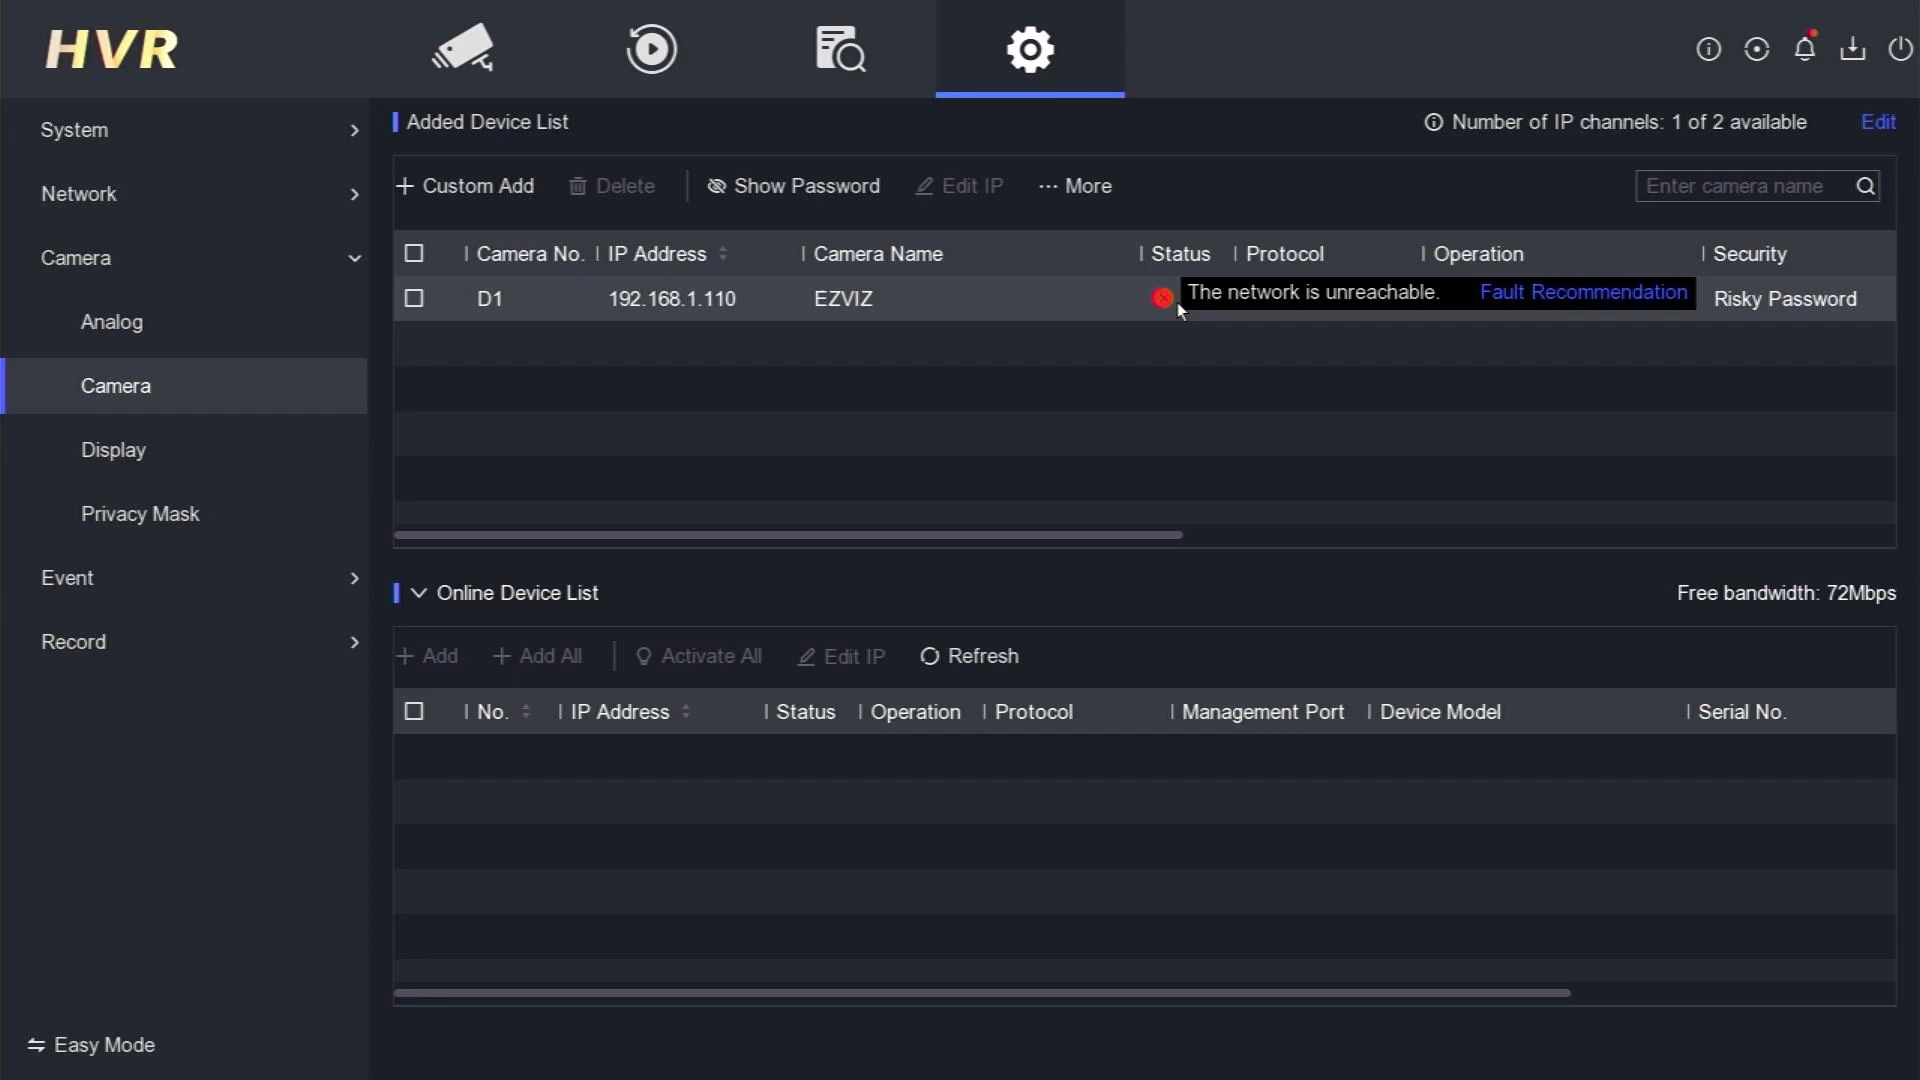 HVR
System
Network
Camera
Analog
Camera
Display
Privacy Mask
Event
Record
Easy Mode
Added Device List
Number of IP channels: 1 of 2 available Edit
Custom Add Delete Show Password Edit IP More Enter camera name
Camera No. IP Address Camera Name Status Protocol Operation Security
D1 192.168.1.110 EZVIZ The network is unreachable. Fault Recommendation Risky Password
Online Device List Free bandwidth: 72Mbps
Add Add All Activate All Edit IP Refresh
No. IP Address Status Operation Protocol Management Port Device Model Serial No.